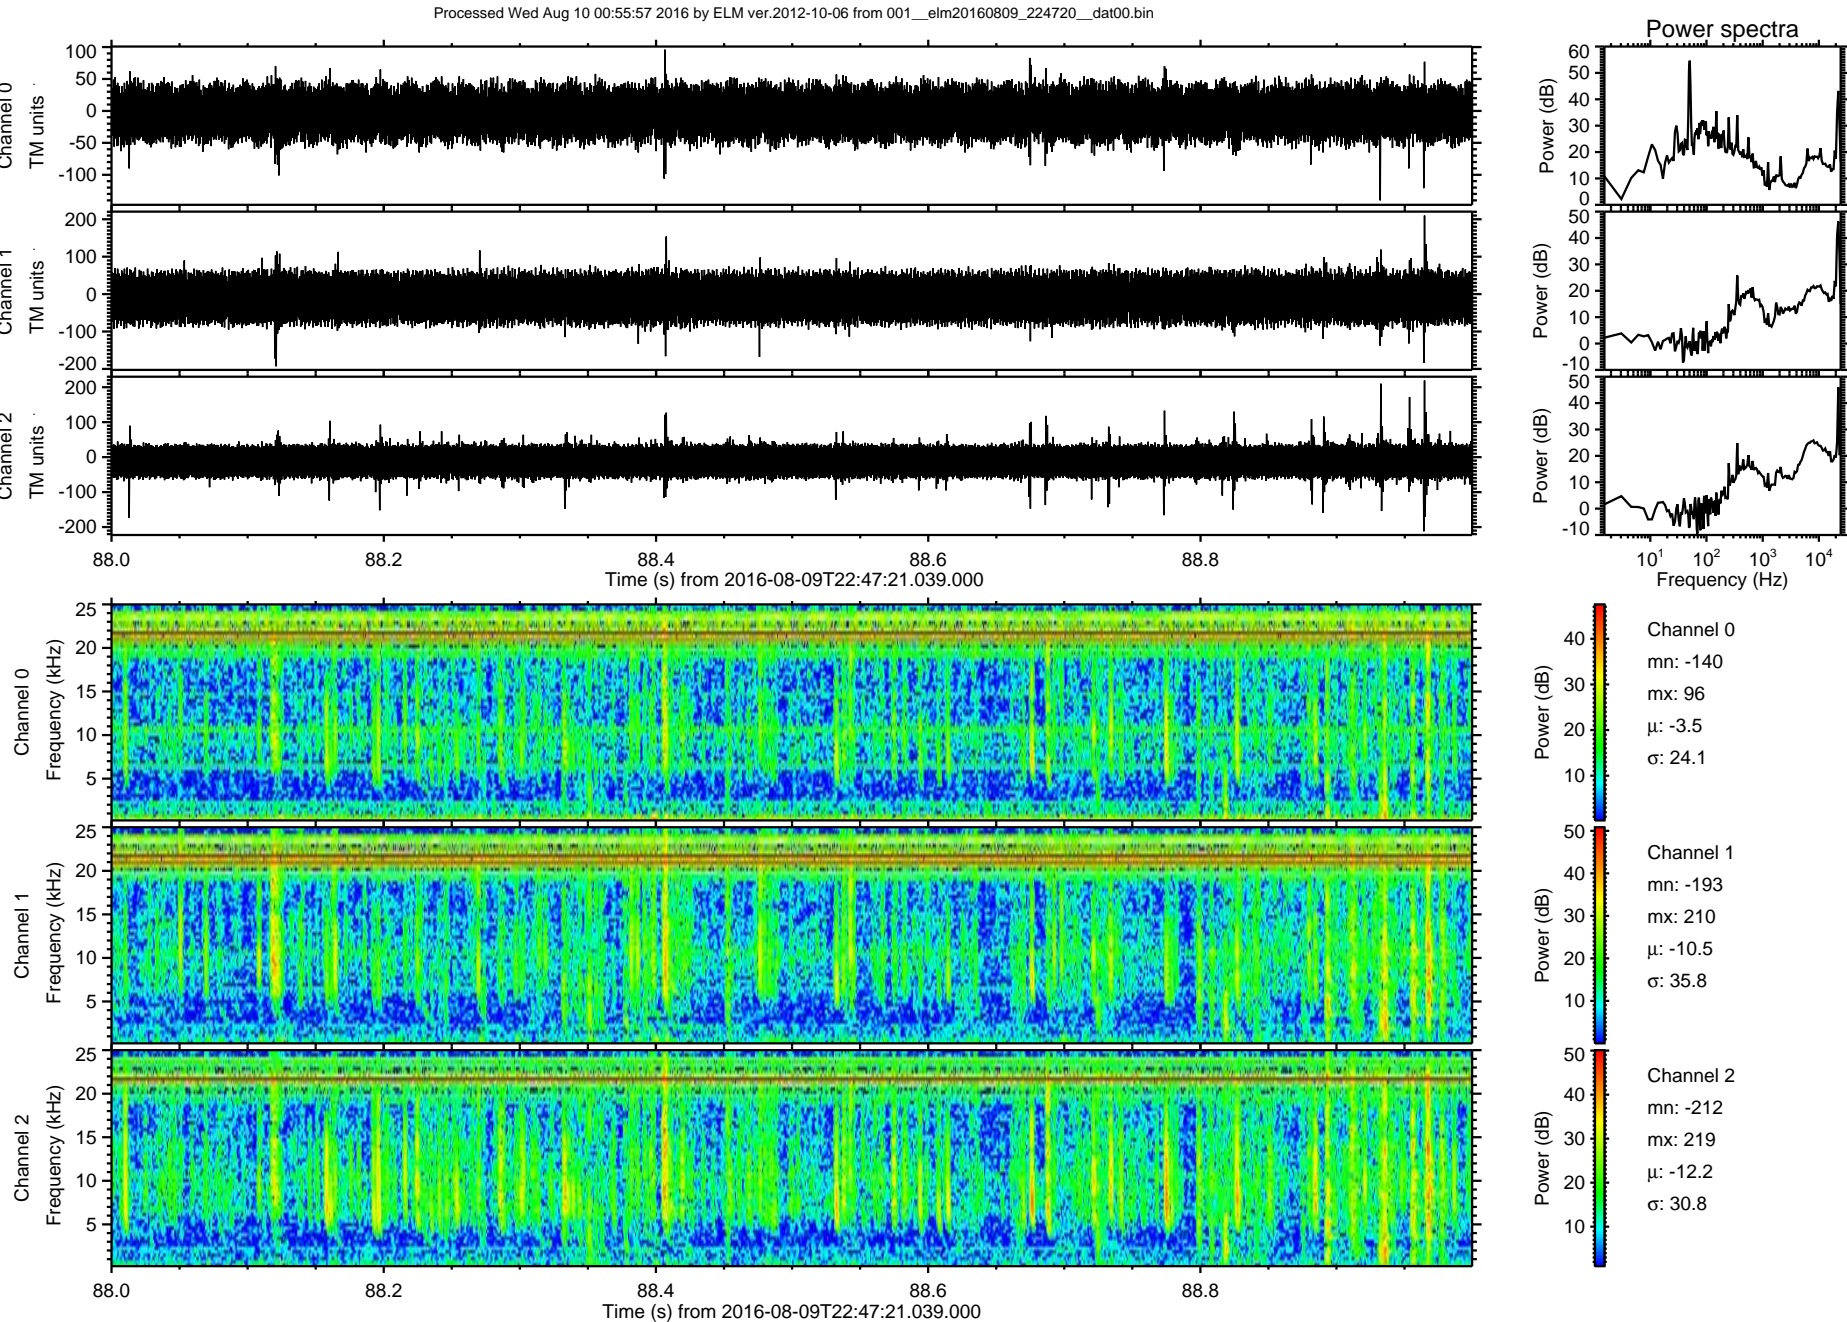 Processed Wed Aug 10 00:55:57 2016 by ELM ver.2012-10-06 from 001__elm20160809_224720__dat00.bin
Power spectra
Channel 0
TM units
100
50
0
-50
-100
Power (dB)
60
50
40
30
20
10
0
Channel 1
TM units
200
100
0
-100
-200
Power (dB)
50
40
30
20
10
0
-10
Channel 2
TM units
200
100
0
-100
-200
Power (dB)
50
40
30
20
10
0
-10
88.0 88.2 88.4 88.6 88.8
Time (s) from 2016-08-09T22:47:21.039.000
10¹ 10² 10³ 10⁴
Frequency (Hz)
Channel 0
Frequency (kHz)
25
20
15
10
5
Power (dB)
40
30
20
10
Channel 0
mn: -140
mx: 96
μ: -3.5
σ: 24.1
Channel 1
Frequency (kHz)
25
20
15
10
5
Power (dB)
50
40
30
20
10
Channel 1
mn: -193
mx: 210
μ: -10.5
σ: 35.8
Channel 2
Frequency (kHz)
25
20
15
10
5
Power (dB)
50
40
30
20
10
Channel 2
mn: -212
mx: 219
μ: -12.2
σ: 30.8
88.0 88.2 88.4 88.6 88.8
Time (s) from 2016-08-09T22:47:21.039.000